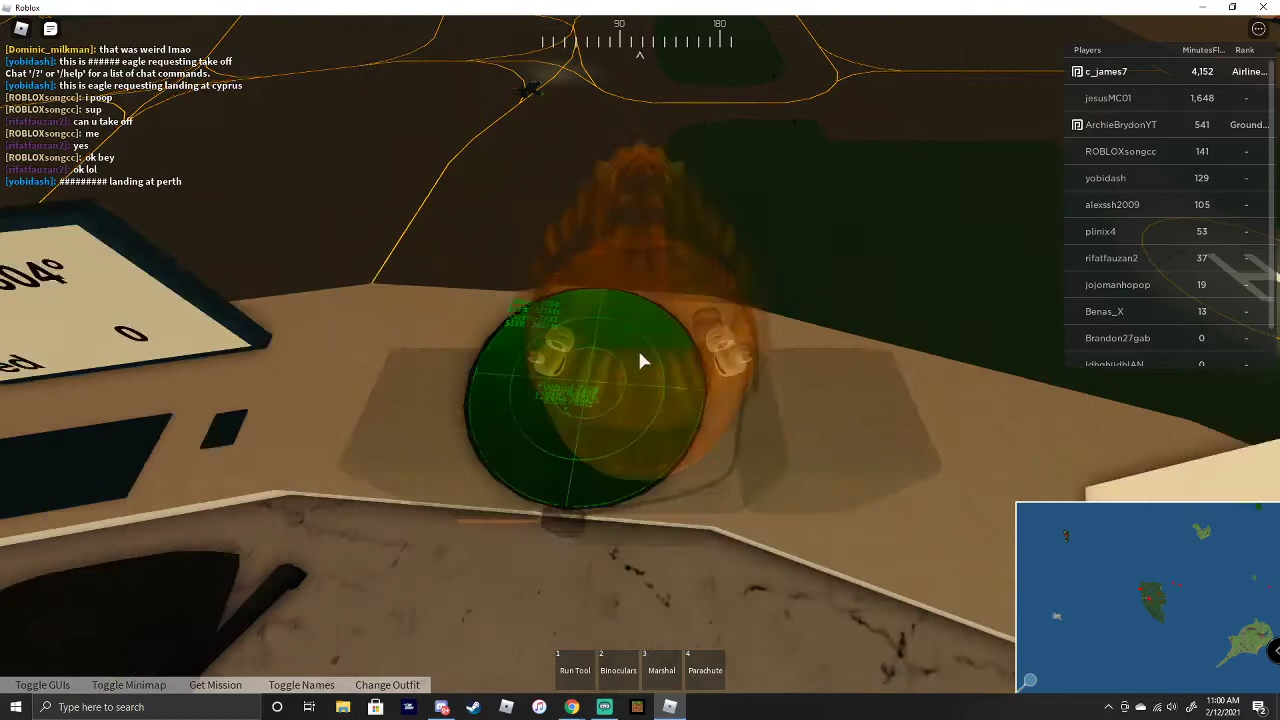 Roblox
90
180
[Dominic_milkman]: that was weird lmao
[yobidash]: this is ###### eagle requesting take off
Chat '/?' or '/help' for a list of chat commands.
[yobidash]: this is eagle requesting landing at cyprus
[ROBLOXsongcc]: i poop
[ROBLOXsongcc]: sup
[rifatfauzan2]: can u take off
[ROBLOXsongcc]: me
[rifatfauzan2]: yes
[ROBLOXsongcc]: ok bey
[rifatfauzan2]: ok lol
[yobidash]: ######### landing at perth
Players MinutesFl... Rank
c_james7 4,152 Airline...
jesusMC01 1,648 -
ArchieBrydonYT 541 Ground...
ROBLOXsongcc 141 -
yobidash 129 -
alexssh2009 105 -
plinix4 53 -
rifatfauzan2 37 -
jojomanhopop 19 -
Benas_X 13 -
Brandon27gab 0 -
04°
0
ed
1 2 3 4
Run Tool Binoculars Marshal Parachute
Toggle GUIs Toggle Minimap Get Mission Toggle Names Change Outfit
Type here to search
11:00 AM
2/12/2021
2